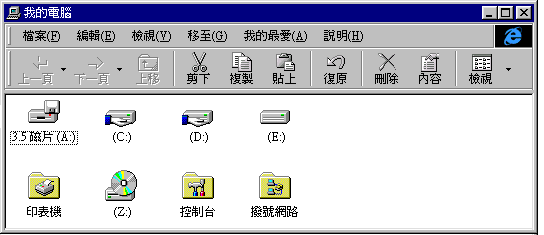 我的電腦
檔案(F) 編輯(E) 檢視(V) 移至(G) 我的最愛(A) 說明(H)
上一頁 下一頁 上移 剪下 複製 貼上 復原 刪除 內容 檢視
3.5 磁片 (A:) (C:) (D:) (E:)
印表機 (Z:) 控制台 撥號網路